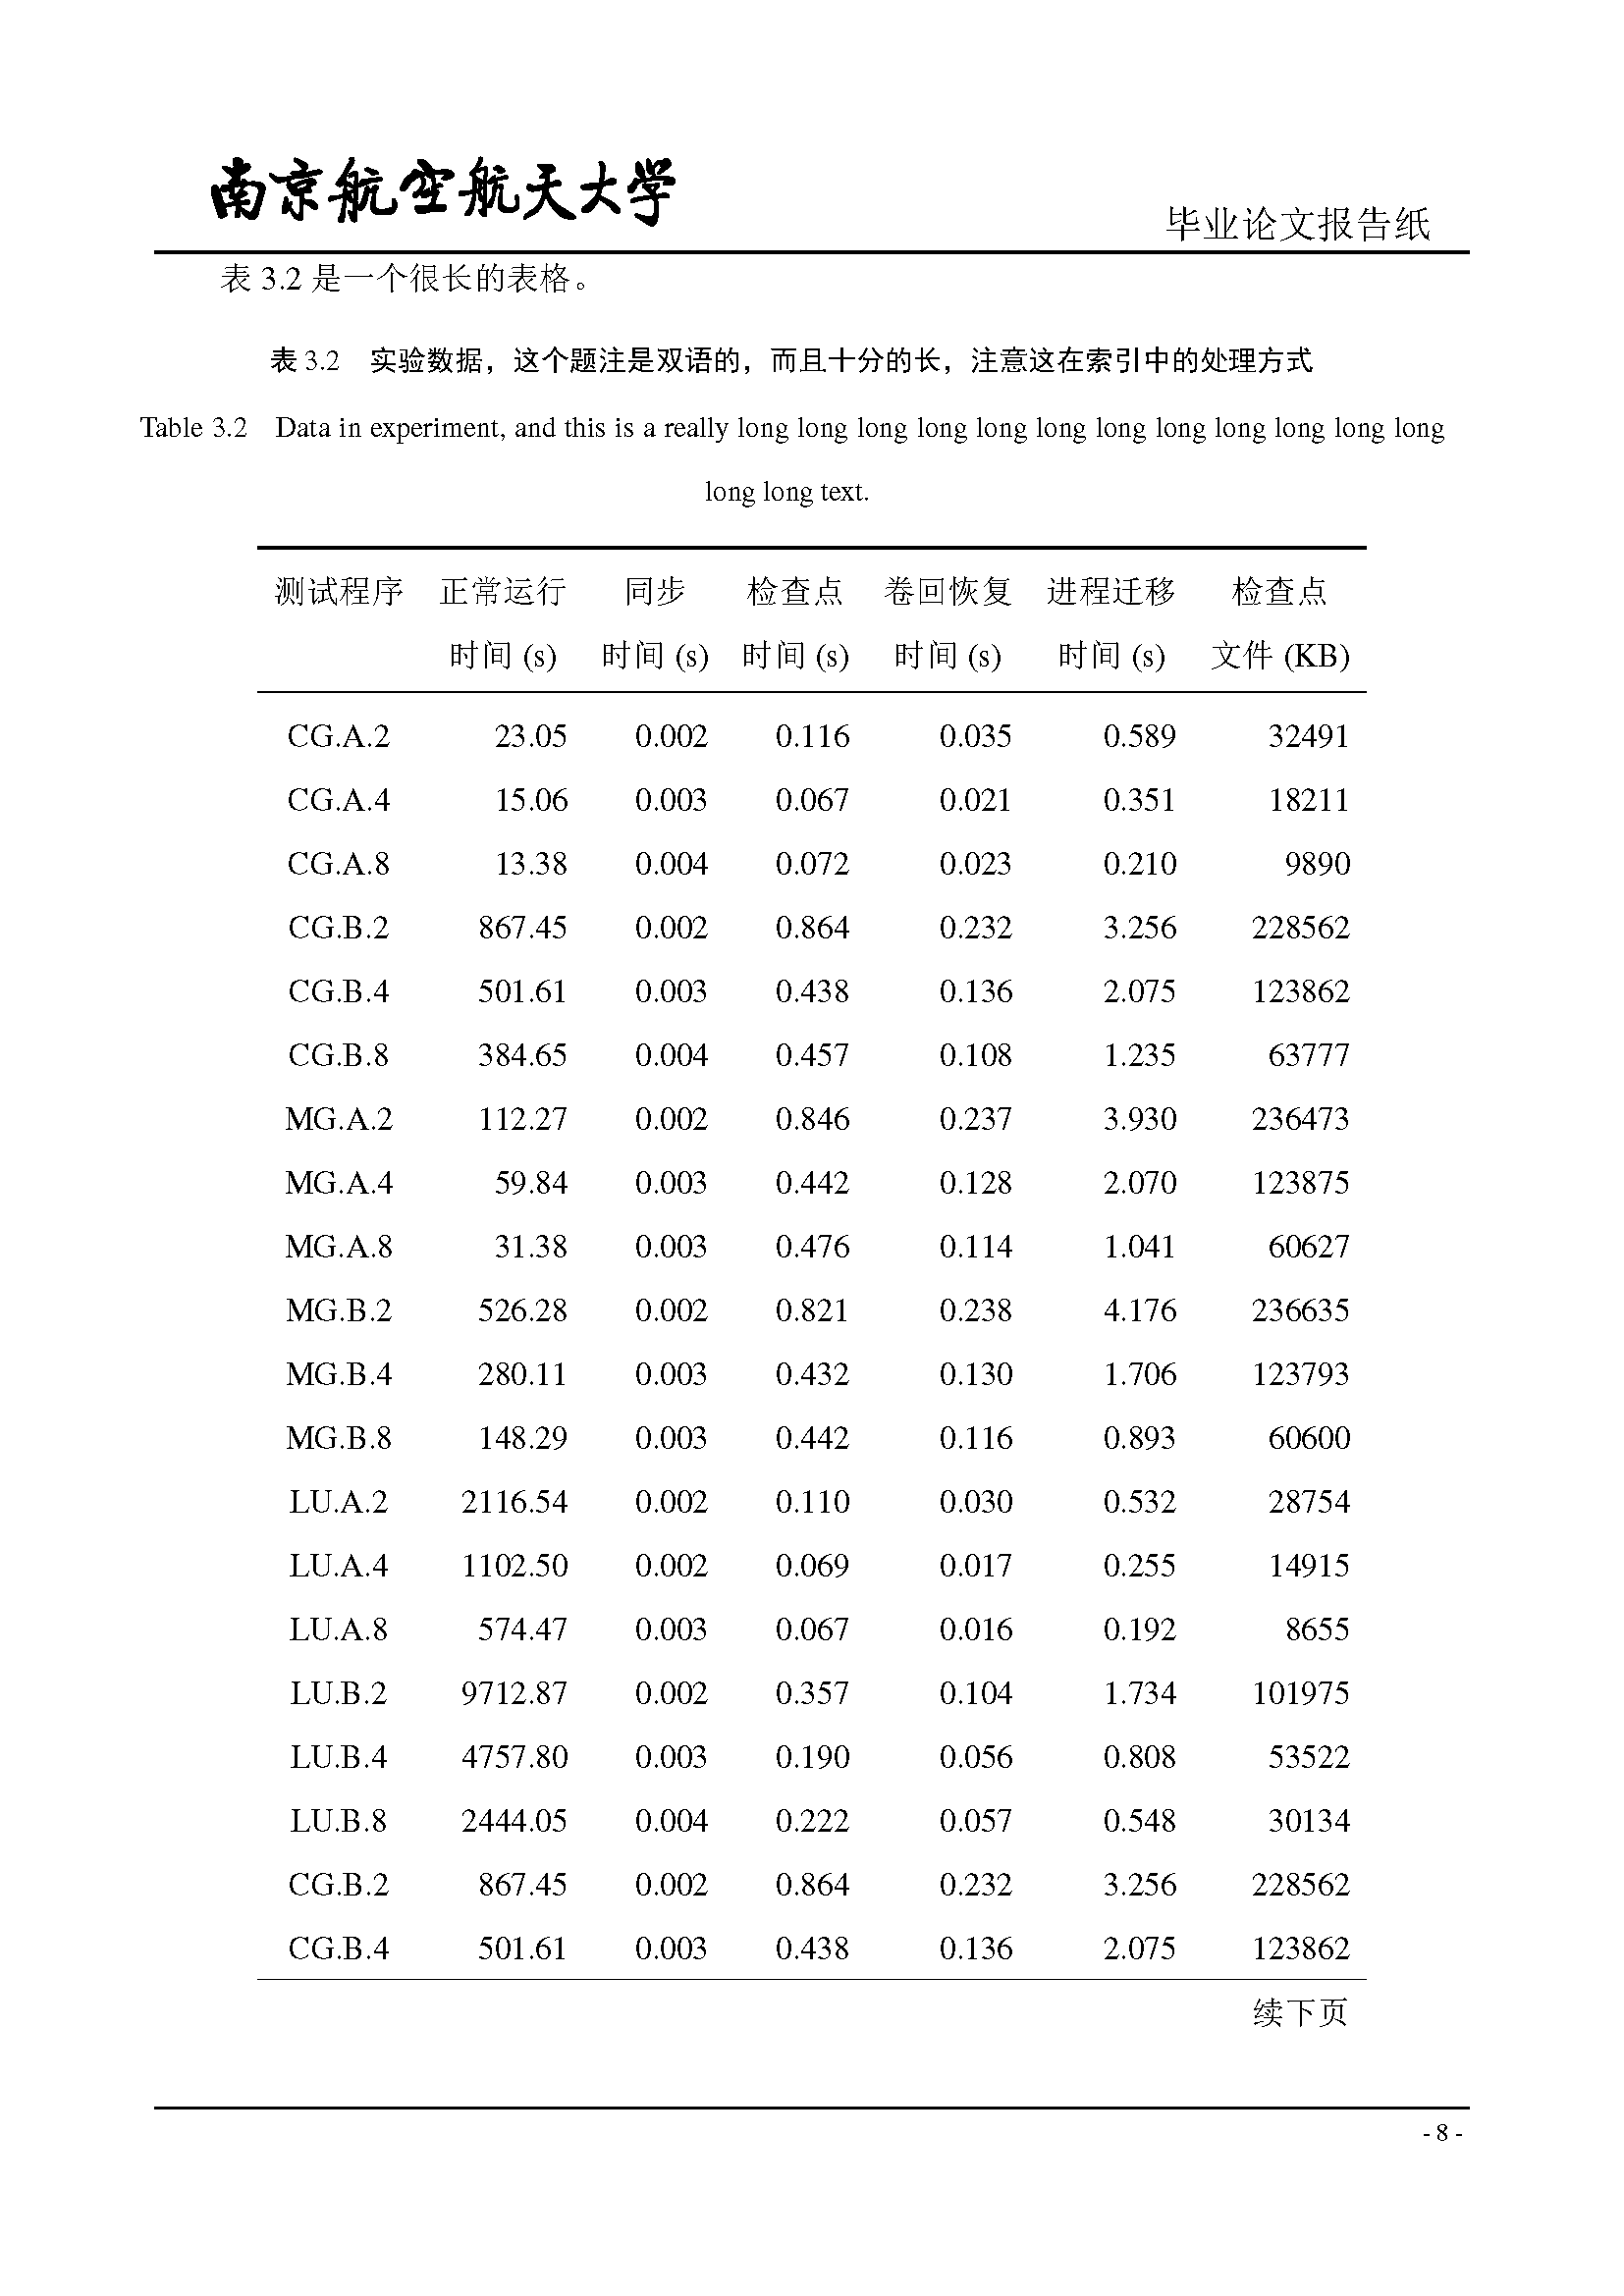 南京航空航天大学
毕业论文报告纸
表 3.2 是一个很长的表格。
表 3.2 实验数据，这个题注是双语的，而且十分的长，注意这在索引中的处理方式
Table 3.2 Data in experiment, and this is a really long long long long long long long long long long long long
long long text.
测试程序 正常运行 同步 检查点 卷回恢复 进程迁移 检查点
时间 (s) 时间 (s) 时间 (s) 时间 (s) 时间 (s) 文件 (KB)
CG.A.2 23.05 0.002 0.116 0.035 0.589 32491
CG.A.4 15.06 0.003 0.067 0.021 0.351 18211
CG.A.8 13.38 0.004 0.072 0.023 0.210 9890
CG.B.2 867.45 0.002 0.864 0.232 3.256 228562
CG.B.4 501.61 0.003 0.438 0.136 2.075 123862
CG.B.8 384.65 0.004 0.457 0.108 1.235 63777
MG.A.2 112.27 0.002 0.846 0.237 3.930 236473
MG.A.4 59.84 0.003 0.442 0.128 2.070 123875
MG.A.8 31.38 0.003 0.476 0.114 1.041 60627
MG.B.2 526.28 0.002 0.821 0.238 4.176 236635
MG.B.4 280.11 0.003 0.432 0.130 1.706 123793
MG.B.8 148.29 0.003 0.442 0.116 0.893 60600
LU.A.2 2116.54 0.002 0.110 0.030 0.532 28754
LU.A.4 1102.50 0.002 0.069 0.017 0.255 14915
LU.A.8 574.47 0.003 0.067 0.016 0.192 8655
LU.B.2 9712.87 0.002 0.357 0.104 1.734 101975
LU.B.4 4757.80 0.003 0.190 0.056 0.808 53522
LU.B.8 2444.05 0.004 0.222 0.057 0.548 30134
CG.B.2 867.45 0.002 0.864 0.232 3.256 228562
CG.B.4 501.61 0.003 0.438 0.136 2.075 123862
续下页
- 8 -